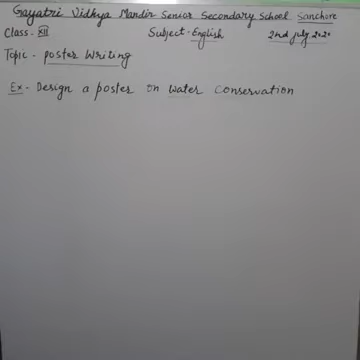 Gayatri Vidhya Mandir Senior Secondary School Sanchore
Class - XII Subject - English 2nd July 2020
Topic - poster writing
Ex - Design a poster on water conservation